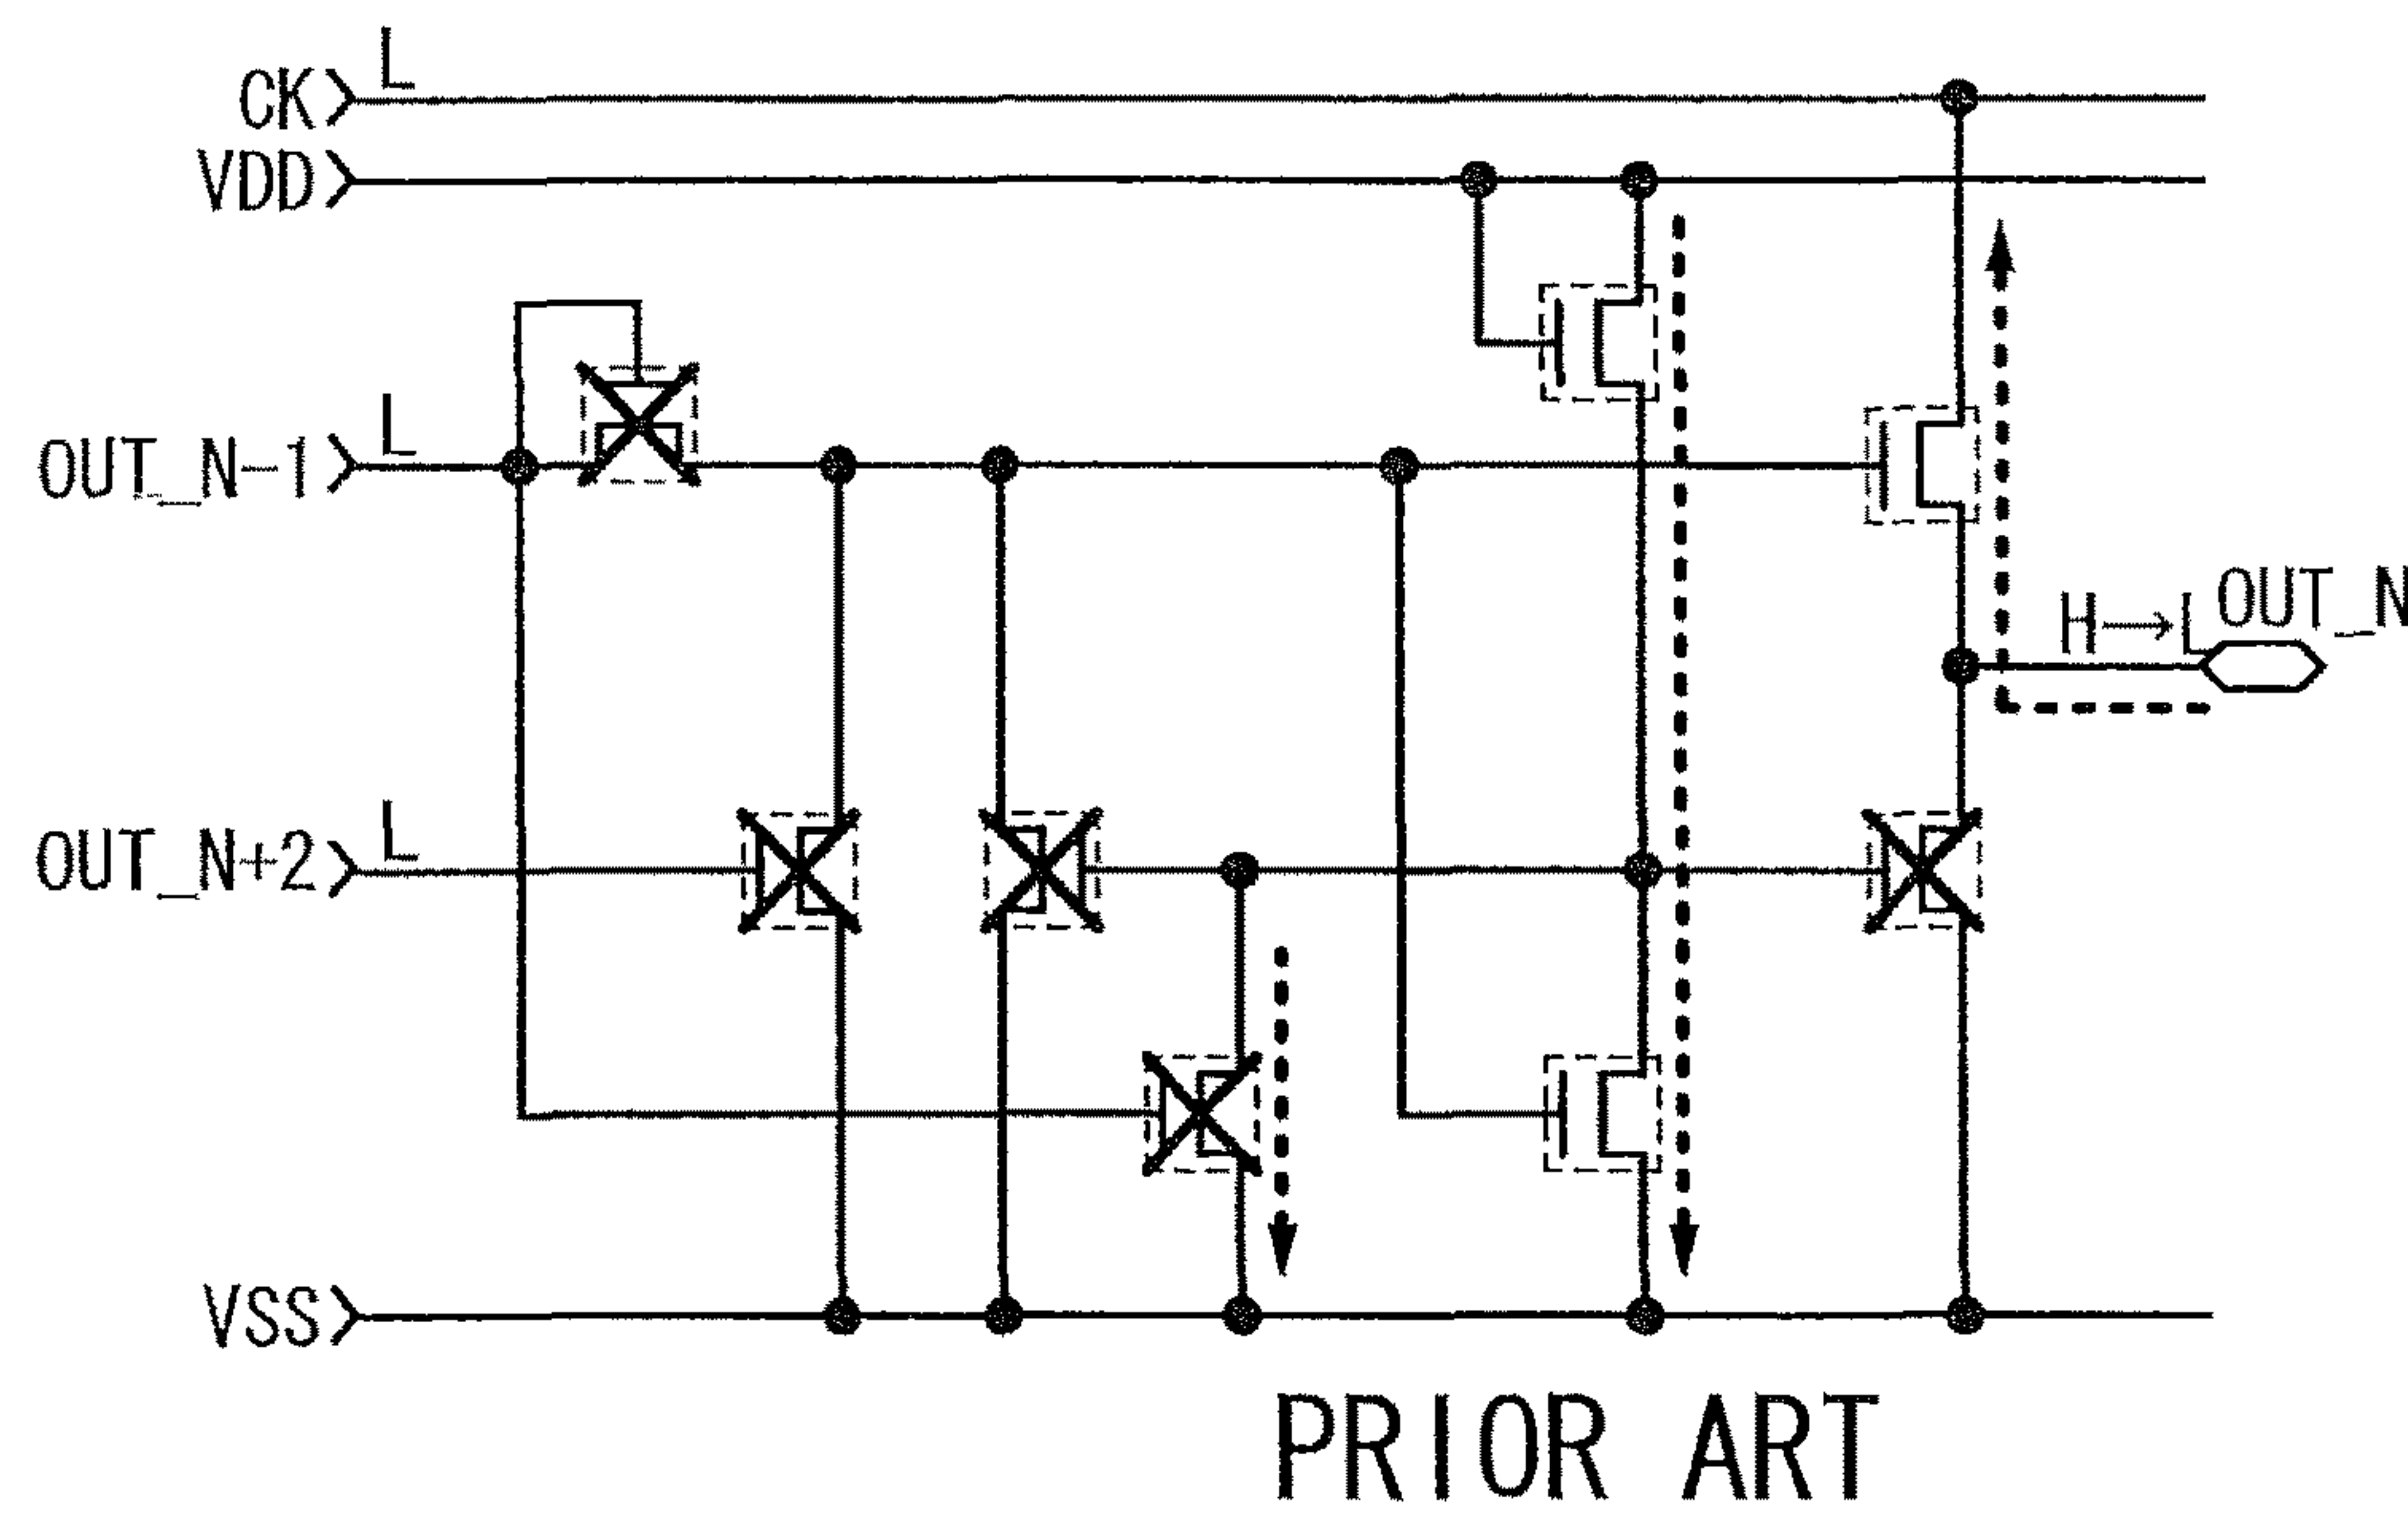 L
CK
VDD
L
OUT_N-1
H→L
OUT_N
L
OUT_N+2
VSS
PRIOR ART